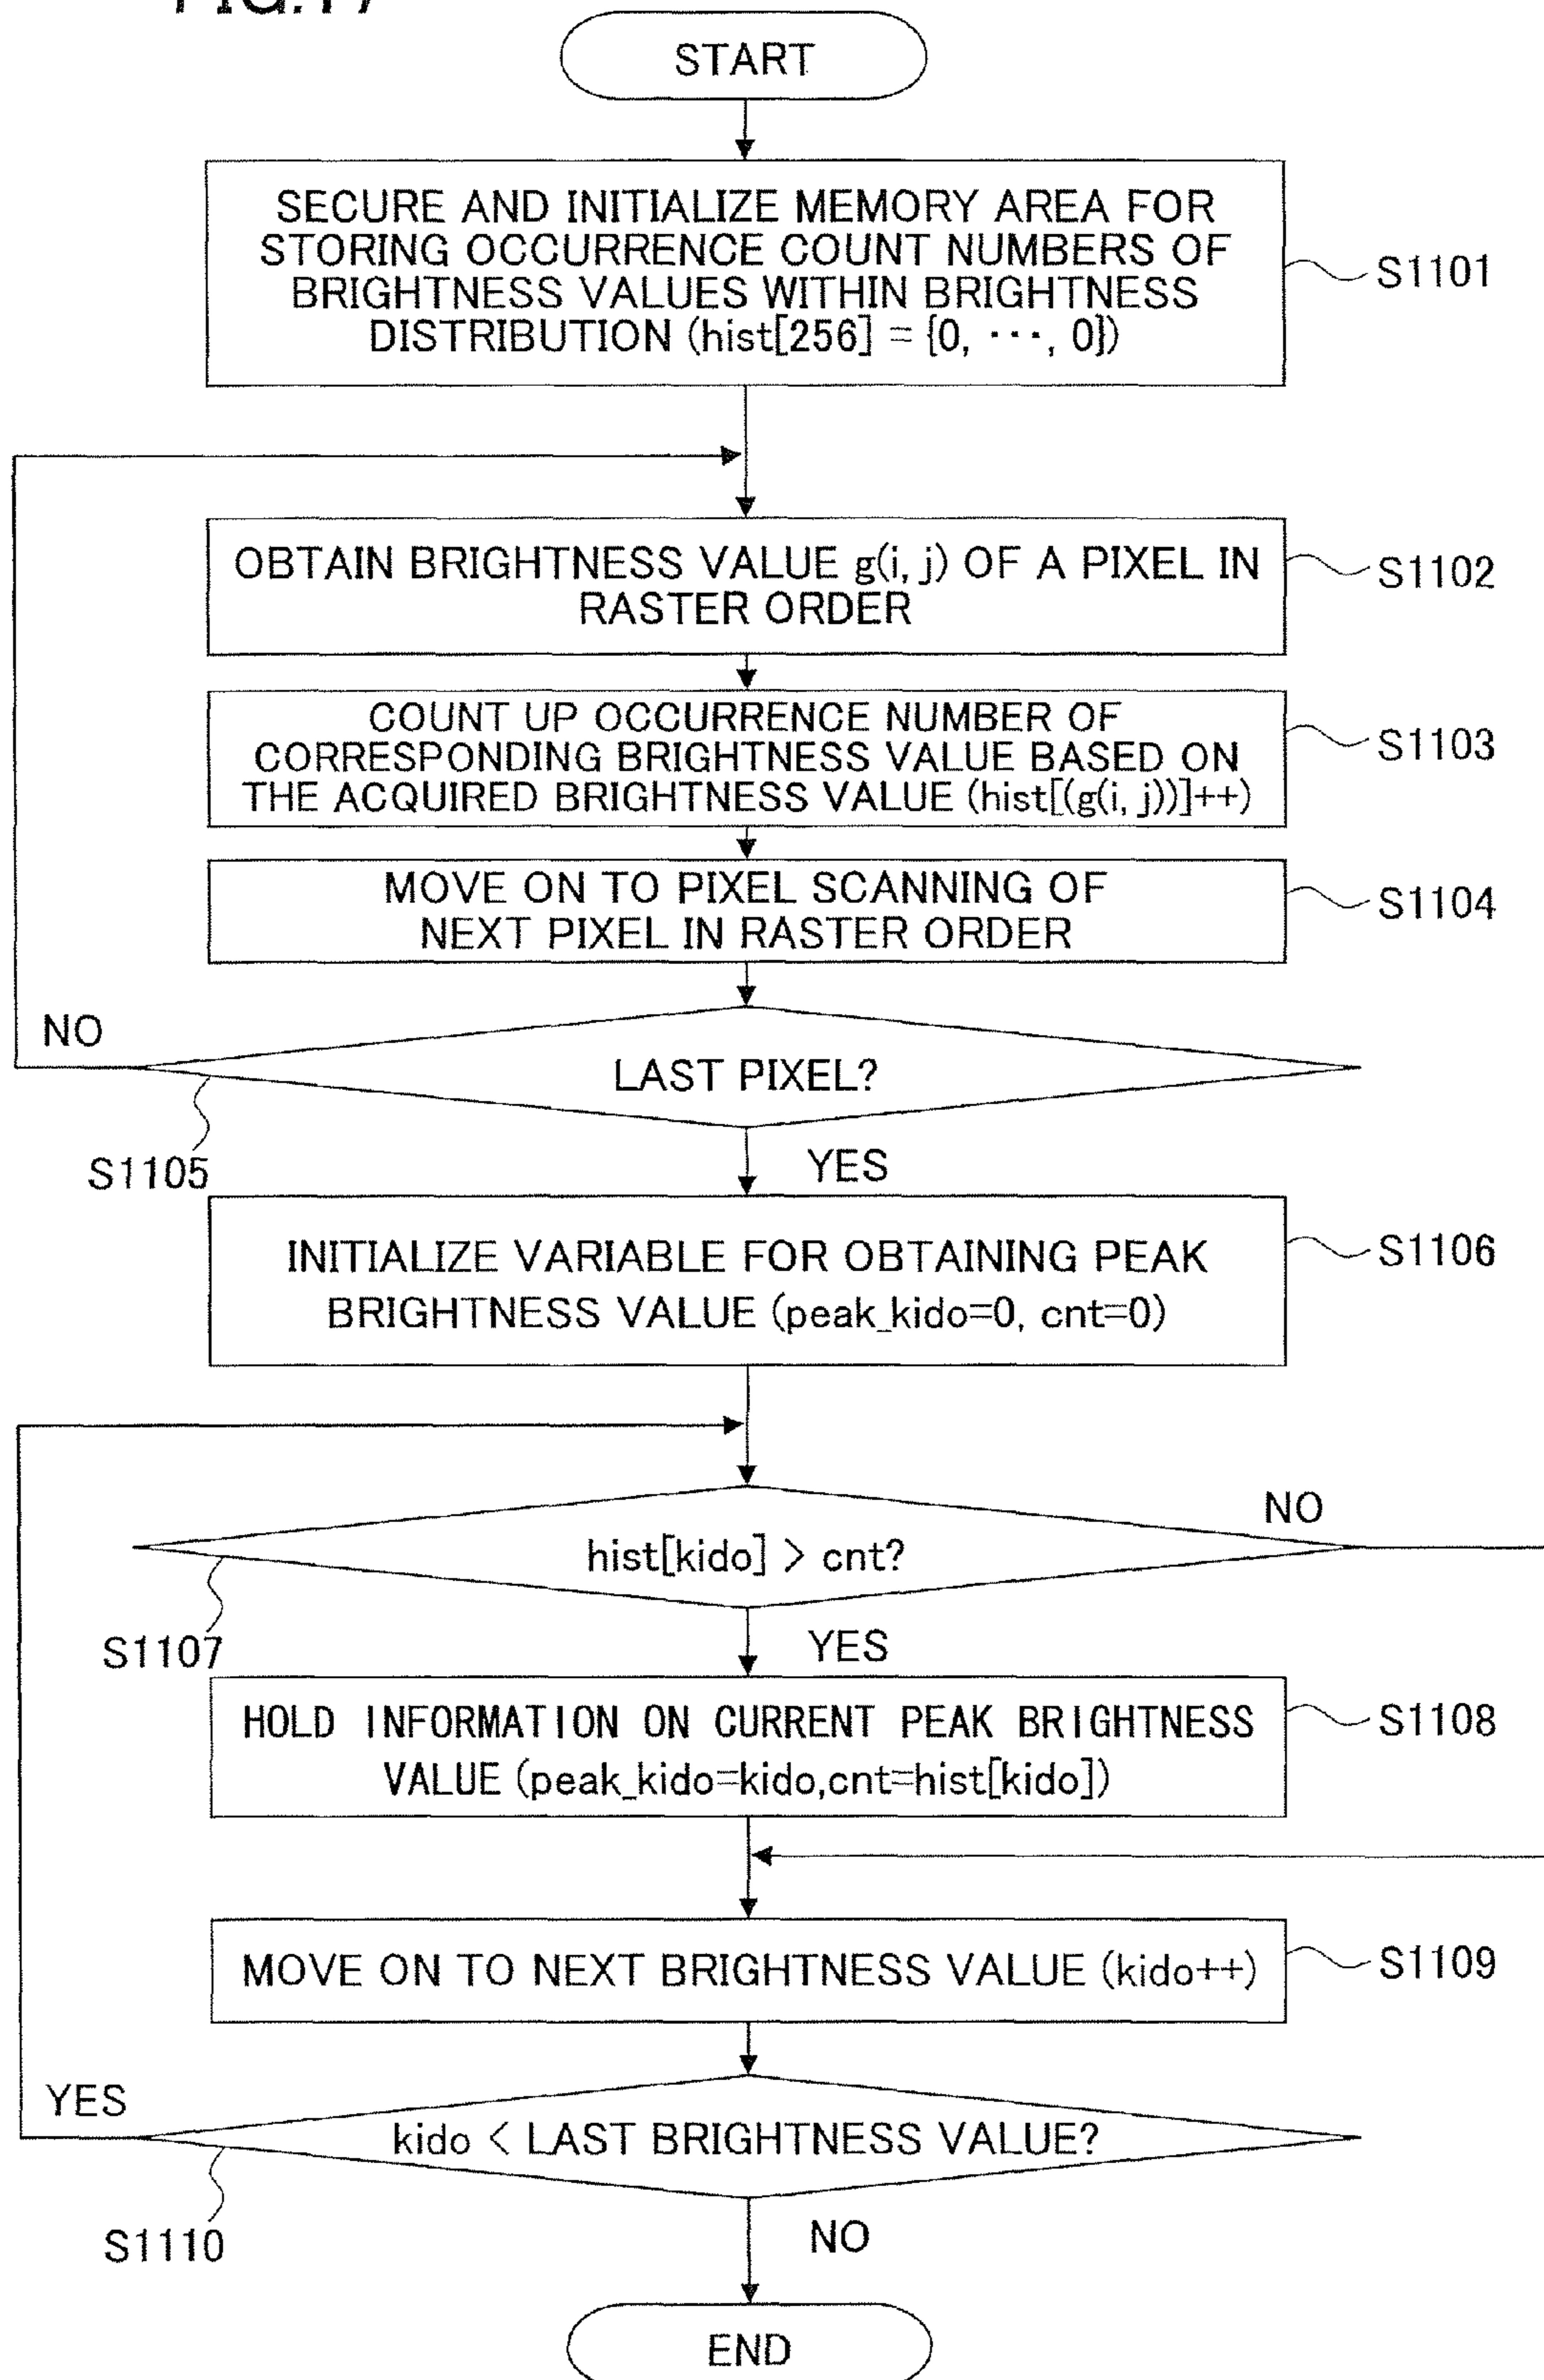 FIG.17
START
SECURE AND INITIALIZE MEMORY AREA FOR
STORING OCCURRENCE COUNT NUMBERS OF
BRIGHTNESS VALUES WITHIN BRIGHTNESS
DISTRIBUTION (hist[256] = {0, ···, 0})
S1101
OBTAIN BRIGHTNESS VALUE g(i, j) OF A PIXEL IN
RASTER ORDER
S1102
COUNT UP OCCURRENCE NUMBER OF
CORRESPONDING BRIGHTNESS VALUE BASED ON
THE ACQUIRED BRIGHTNESS VALUE (hist[(g(i, j))]++)
S1103
MOVE ON TO PIXEL SCANNING OF
NEXT PIXEL IN RASTER ORDER
S1104
NO
LAST PIXEL?
S1105
YES
INITIALIZE VARIABLE FOR OBTAINING PEAK
BRIGHTNESS VALUE (peak_kido=0, cnt=0)
S1106
NO
hist[kido] > cnt?
S1107
YES
HOLD INFORMATION ON CURRENT PEAK BRIGHTNESS
VALUE (peak_kido=kido,cnt=hist[kido])
S1108
MOVE ON TO NEXT BRIGHTNESS VALUE (kido++)
S1109
YES
kido < LAST BRIGHTNESS VALUE?
S1110
NO
END